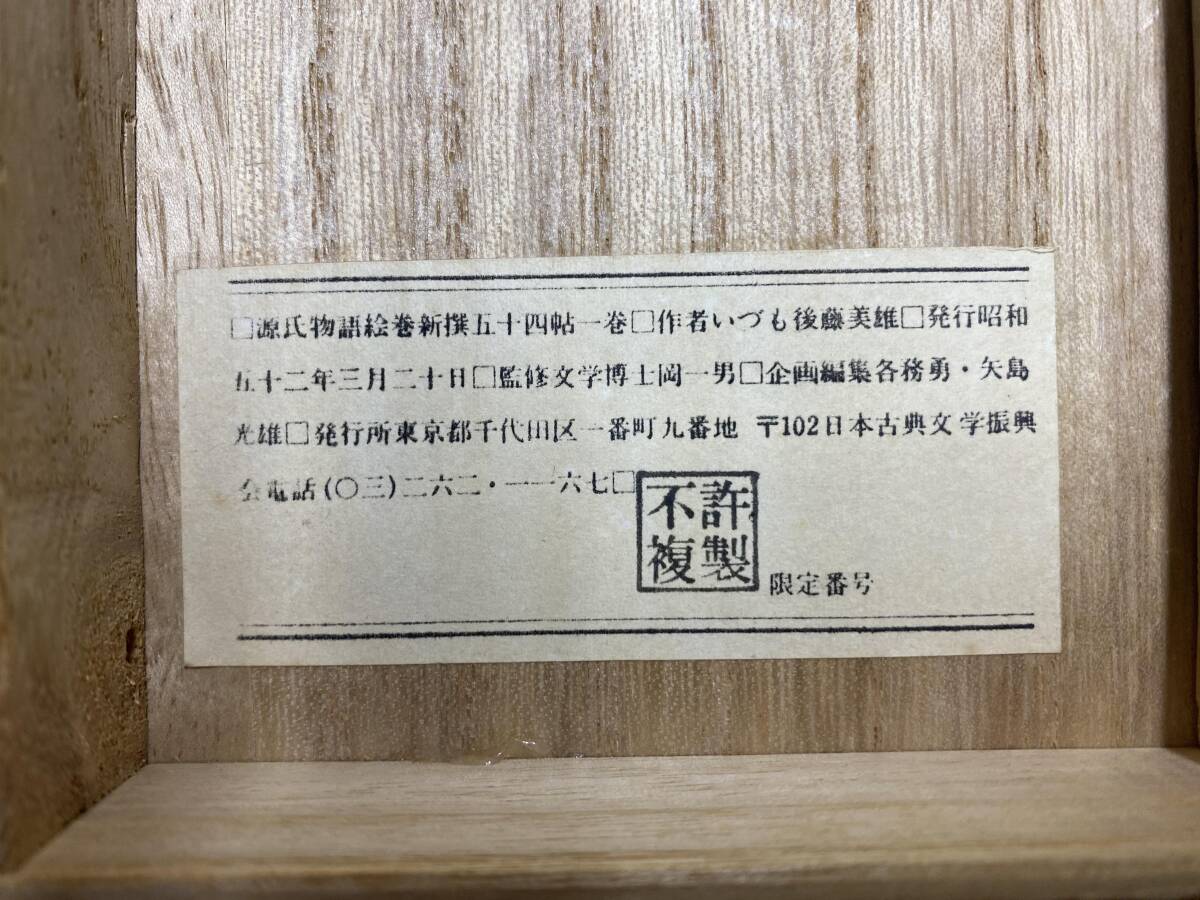 □源氏物語絵巻新撰五十四帖一巻□作者いづも後藤美雄□発行昭和
五十二年三月二十日□監修文学博士岡一男□企画編集各務勇・矢島
光雄□発行所東京都千代田区一番町九番地 〒102日本古典文学振興
会電話(〇三)二六二・一一六七□
不許
複製
限定番号